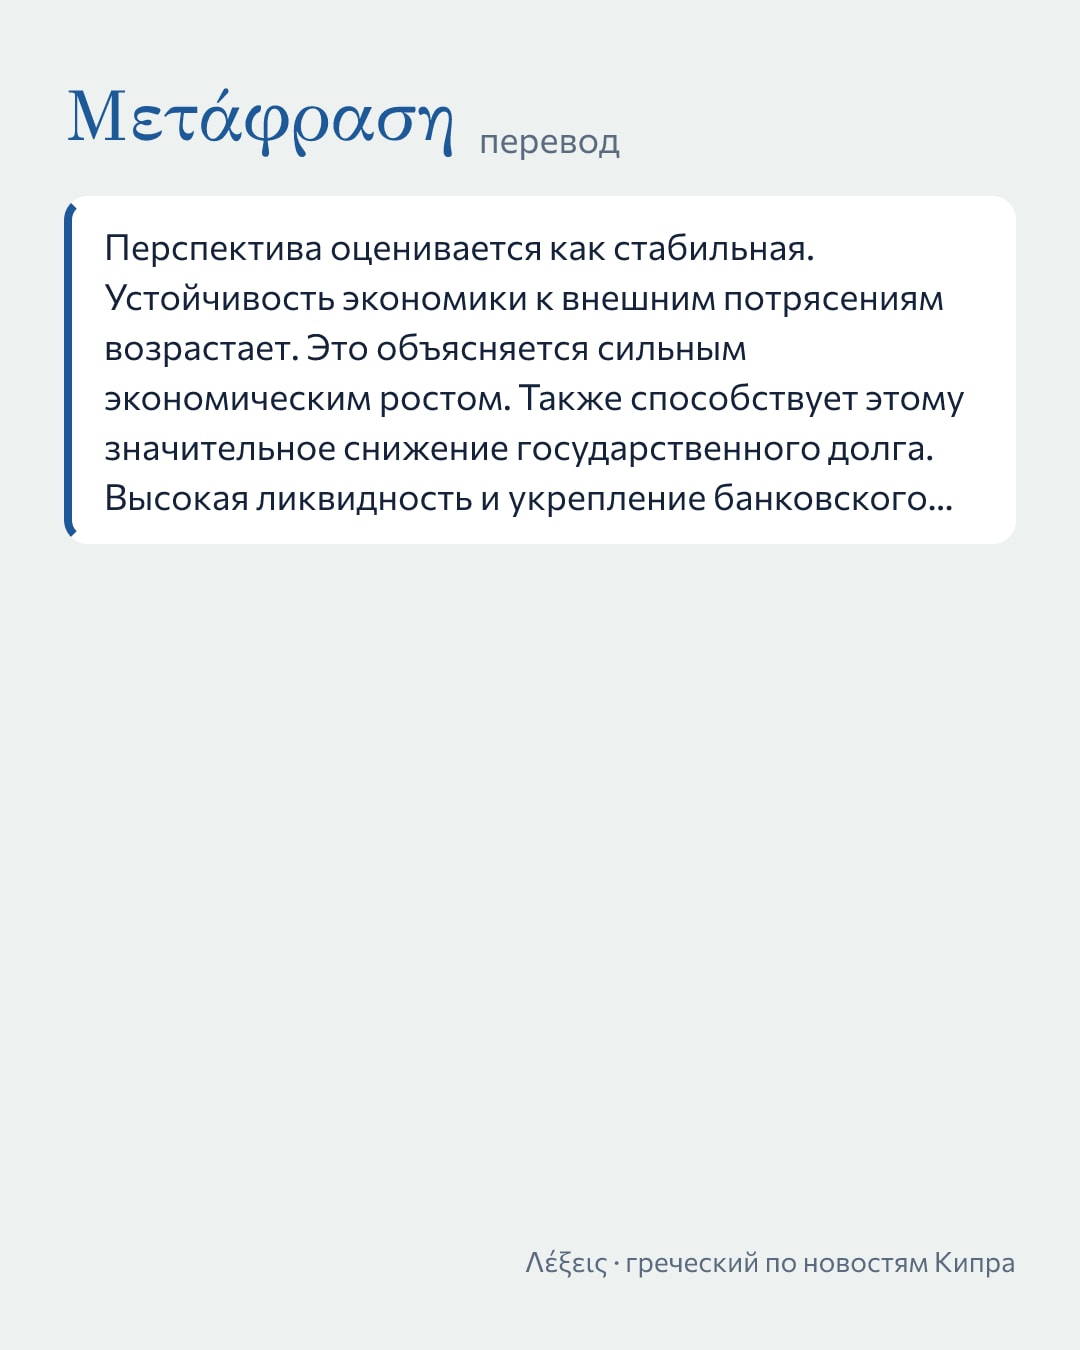 Μετάφραση перевод
Перспектива оценивается как стабильная.
Устойчивость экономики к внешним потрясениям
возрастает. Это объясняется сильным
экономическим ростом. Также способствует этому
значительное снижение государственного долга.
Высокая ликвидность и укрепление банковского...
Λέξεις · греческий по новостям Кипра